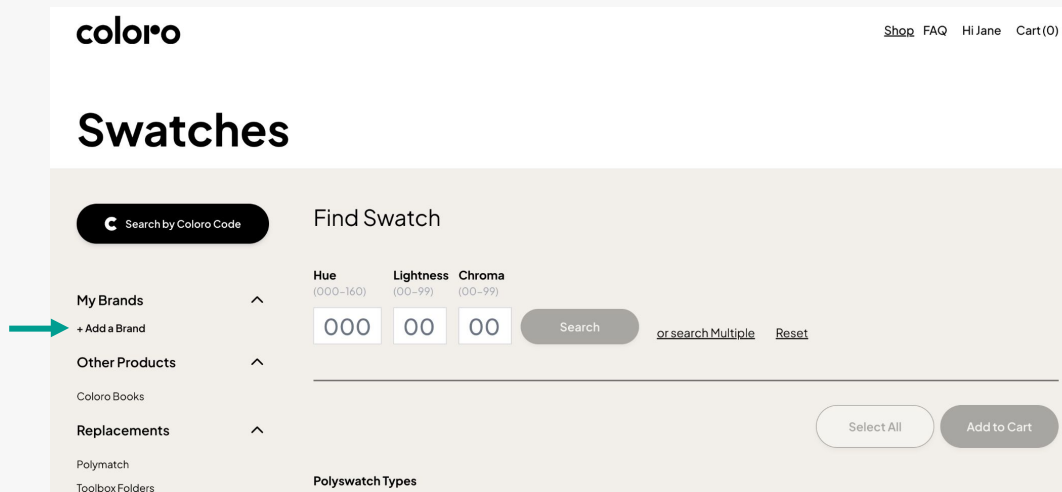 coloro
Shop FAQ Hi Jane Cart (0)
Swatches
Search by Coloro Code
My Brands
+ Add a Brand
Other Products
Coloro Books
Replacements
Polymatch
Toolbox Folders
Find Swatch
Hue Lightness Chroma
(000–160) (00–99) (00–99)
000 00 00 Search or search Multiple Reset
Select All Add to Cart
Polyswatch Types